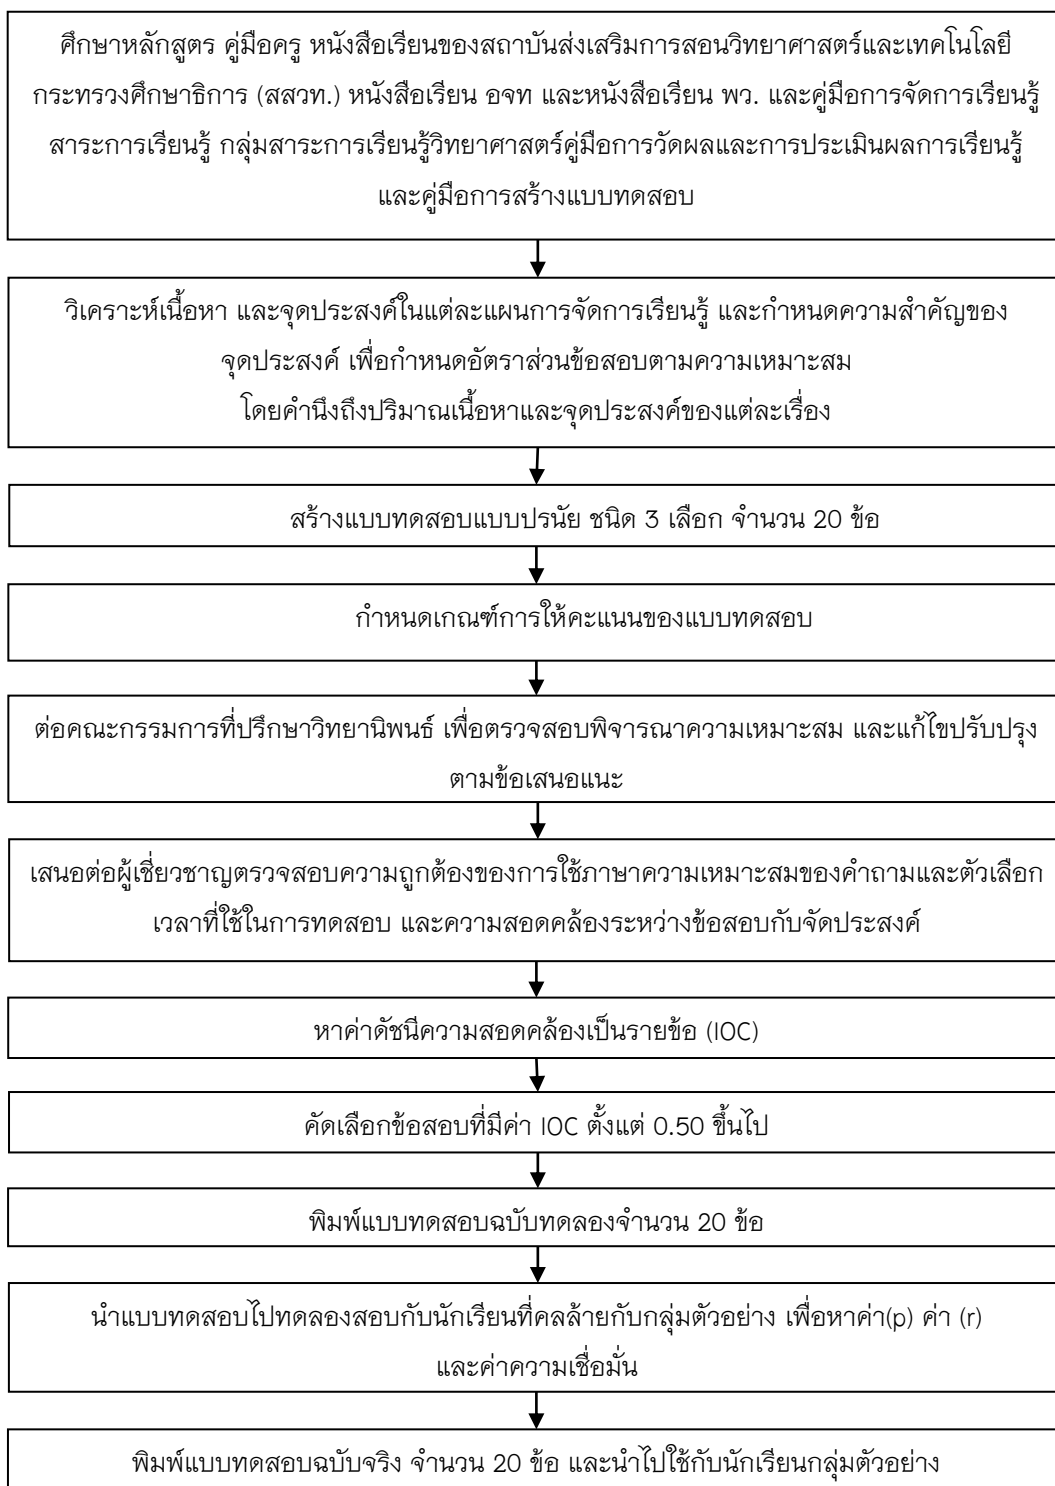 ศึกษาหลักสูตร คู่มือครู หนังสือเรียนของสถาบันส่งเสริมการสอนวิทยาศาสตร์และเทคโนโลยี
กระทรวงศึกษาธิการ (สสวท.) หนังสือเรียน อจท และหนังสือเรียน พว. และคู่มือการจัดการเรียนรู้
สาระการเรียนรู้ กลุ่มสาระการเรียนรู้วิทยาศาสตร์คู่มือการวัดผลและการประเมินผลการเรียนรู้
และคู่มือการสร้างแบบทดสอบ
วิเคราะห์เนื้อหา และจุดประสงค์ในแต่ละแผนการจัดการเรียนรู้ และกำหนดความสำคัญของ
จุดประสงค์ เพื่อกำหนดอัตราส่วนข้อสอบตามความเหมาะสม
โดยคำนึงถึงปริมาณเนื้อหาและจุดประสงค์ของแต่ละเรื่อง
สร้างแบบทดสอบแบบปรนัย ชนิด 3 เลือก จำนวน 20 ข้อ
กำหนดเกณฑ์การให้คะแนนของแบบทดสอบ
ต่อคณะกรรมการที่ปรึกษาวิทยานิพนธ์ เพื่อตรวจสอบพิจารณาความเหมาะสม และแก้ไขปรับปรุง
ตามข้อเสนอแนะ
เสนอต่อผู้เชี่ยวชาญตรวจสอบความถูกต้องของการใช้ภาษาความเหมาะสมของคำถามและตัวเลือก
เวลาที่ใช้ในการทดสอบ และความสอดคล้องระหว่างข้อสอบกับจัดประสงค์
หาค่าดัชนีความสอดคล้องเป็นรายข้อ (IOC)
คัดเลือกข้อสอบที่มีค่า IOC ตั้งแต่ 0.50 ขึ้นไป
พิมพ์แบบทดสอบฉบับทดลองจำนวน 20 ข้อ
นำแบบทดสอบไปทดลองสอบกับนักเรียนที่คลล้ายกับกลุ่มตัวอย่าง เพื่อหาค่า(p) ค่า (r)
และค่าความเชื่อมั่น
พิมพ์แบบทดสอบฉบับจริง จำนวน 20 ข้อ และนำไปใช้กับนักเรียนกลุ่มตัวอย่าง